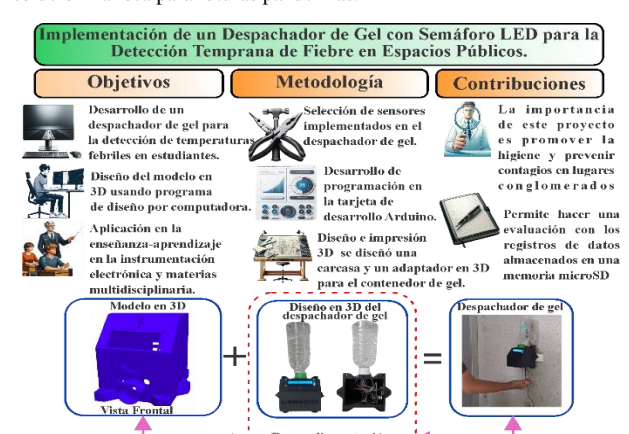 Implementación de un Despachador de Gel con Semáforo LED para la
Detección Temprana de Fiebre en Espacios Públicos.
Objetivos
Desarrollo de un
despachador de gel para
la detección de temperaturas
febriles en estudiantes.
Diseño del modelo en
3D usando programa
de diseño por computadora.
Aplicación en la
enseñanza-aprendizaje
en la instrumentación
electrónica y materias
multidisciplinaria.
Metodología
Selección de sensores
implementados en el
despachador de gel.
Desarrollo de
programación en
la tarjeta de
desarrollo Arduino.
Diseño e impresión
3D se diseñó una
carcasa y un adaptador en 3D
para el contenedor de gel.
Contribuciones
La importancia
de este proyecto
es promover la
higiene y prevenir
contagios en lugares
conglomerados
Permite hacer una
evaluación con los
registros de datos
almacenados en una
memoria microSD
Modelo en 3D
Vista Frontal
+
Diseño en 3D del
despachador de gel
=
Despachador de gel